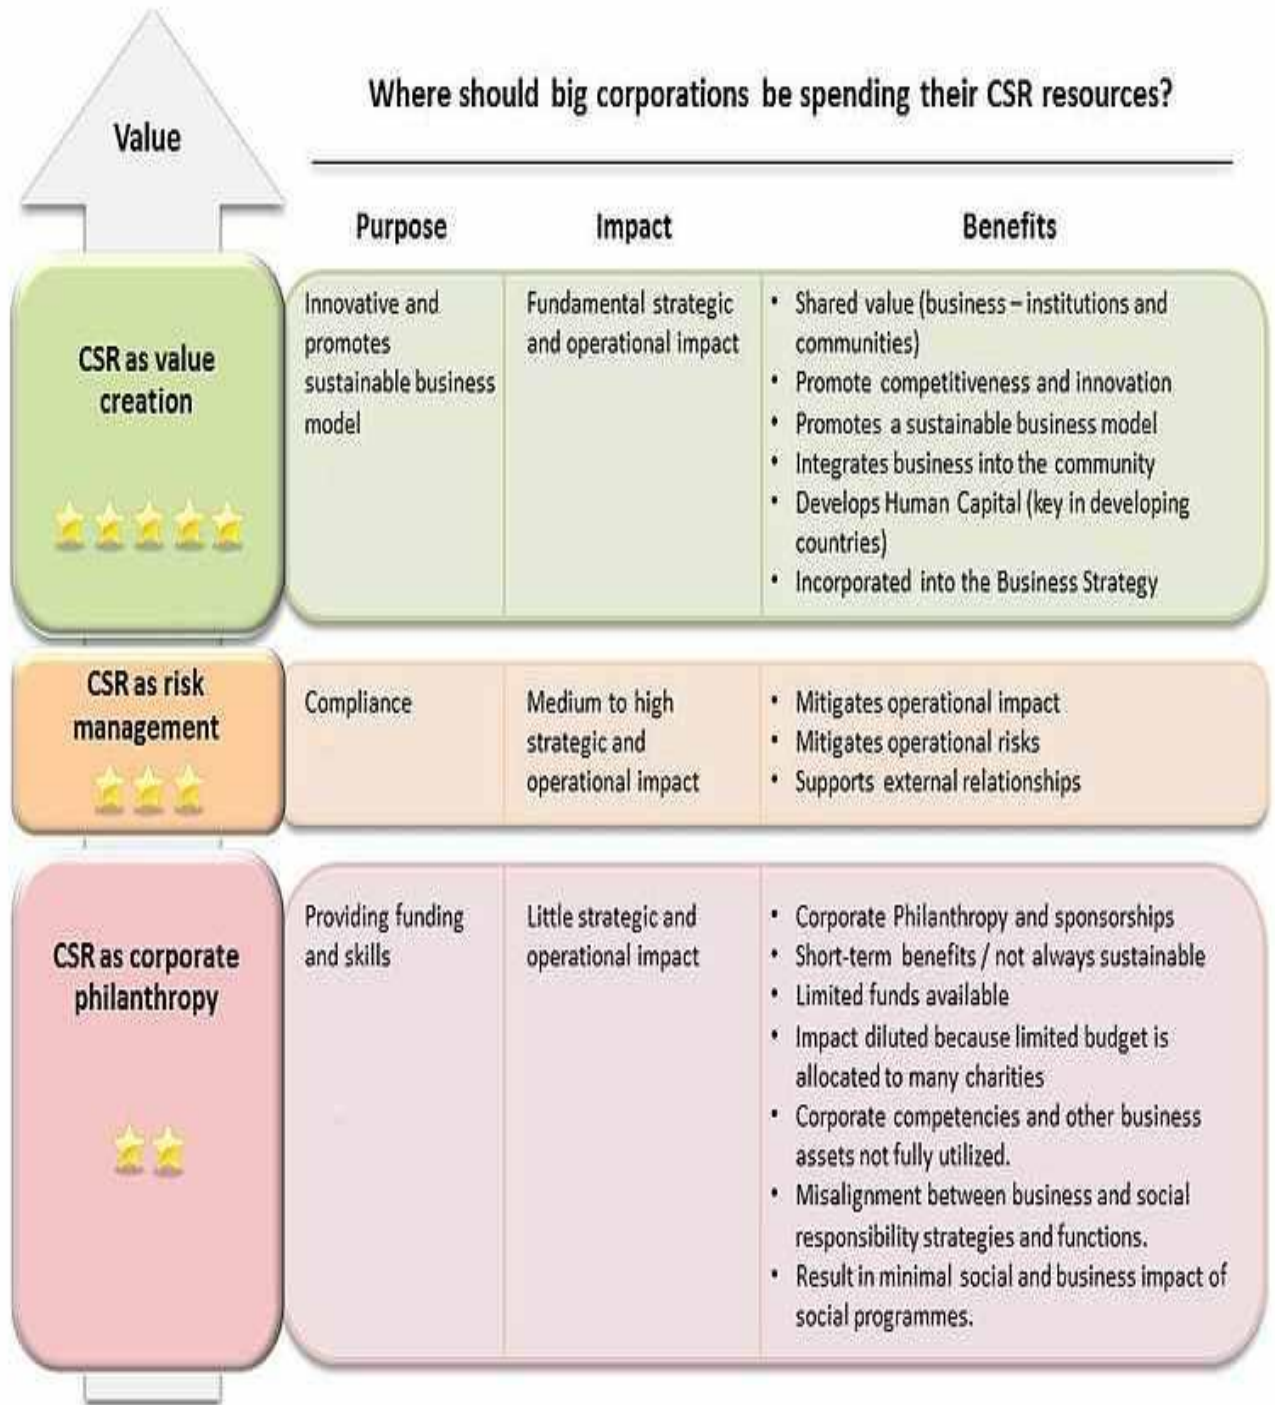 Where should big corporations be spending their CSR resources?
Value
Purpose
Impact
Benefits
CSR as value
creation
Innovative and
promotes
sustainable business
model
Fundamental strategic
and operational impact
• Shared value (business – institutions and
communities)
• Promote competitiveness and innovation
• Promotes a sustainable business model
• Integrates business into the community
• Develops Human Capital (key in developing
countries)
• Incorporated into the Business Strategy
CSR as risk
management
Compliance
Medium to high
strategic and
operational impact
• Mitigates operational impact
• Mitigates operational risks
• Supports external relationships
CSR as corporate
philanthropy
Providing funding
and skills
Little strategic and
operational impact
• Corporate Philanthropy and sponsorships
• Short-term benefits / not always sustainable
• Limited funds available
• Impact diluted because limited budget is
allocated to many charities
• Corporate competencies and other business
assets not fully utilized.
• Misalignment between business and social
responsibility strategies and functions.
• Result in minimal social and business impact of
social programmes.